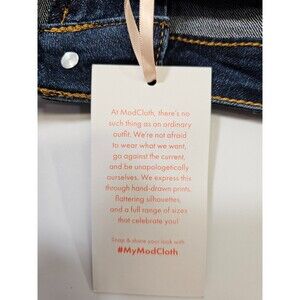 At ModCloth, there's no
such thing as an ordinary
outfit. We're not afraid
to wear what we want,
go against the current,
and be unapologetically
ourselves. We express this
through hand-drawn prints,
flattering silhouettes,
and a full range of sizes
that celebrate you!
Snap & share your look with
#MyModCloth